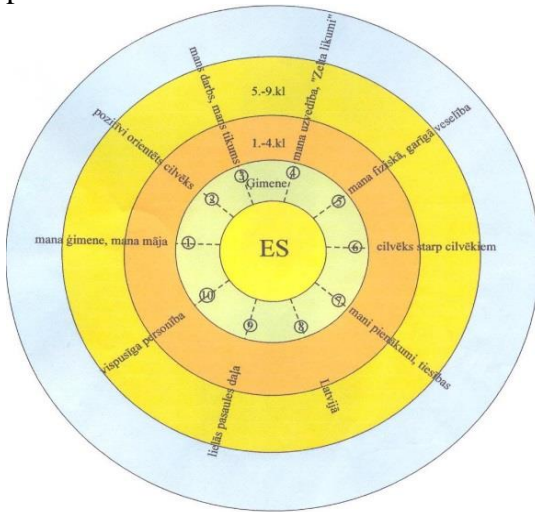 5.-9.kl
1.-4.kl
Ģimene
ES
1
mana ģimene, mana māja
2
pozitīvi orientēts cilvēks
3
mans darbs, mans tikums
4
mana uzvedība, "Zelta likumi"
5
mana fiziskā, garīgā veselība
6
cilvēks starp cilvēkiem
7
mani pienākumi, tiesības
8
Latvijā
9
lielās pasaules daļa
10
vispusīga personība